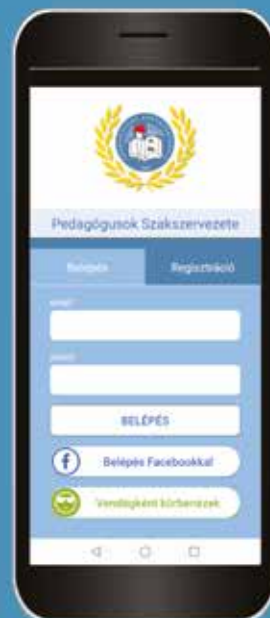 Pedagógusok Szakszervezete
Belépés Regisztráció
BELÉPÉS
Belépés Facebookkal
Vendégként körbenézek